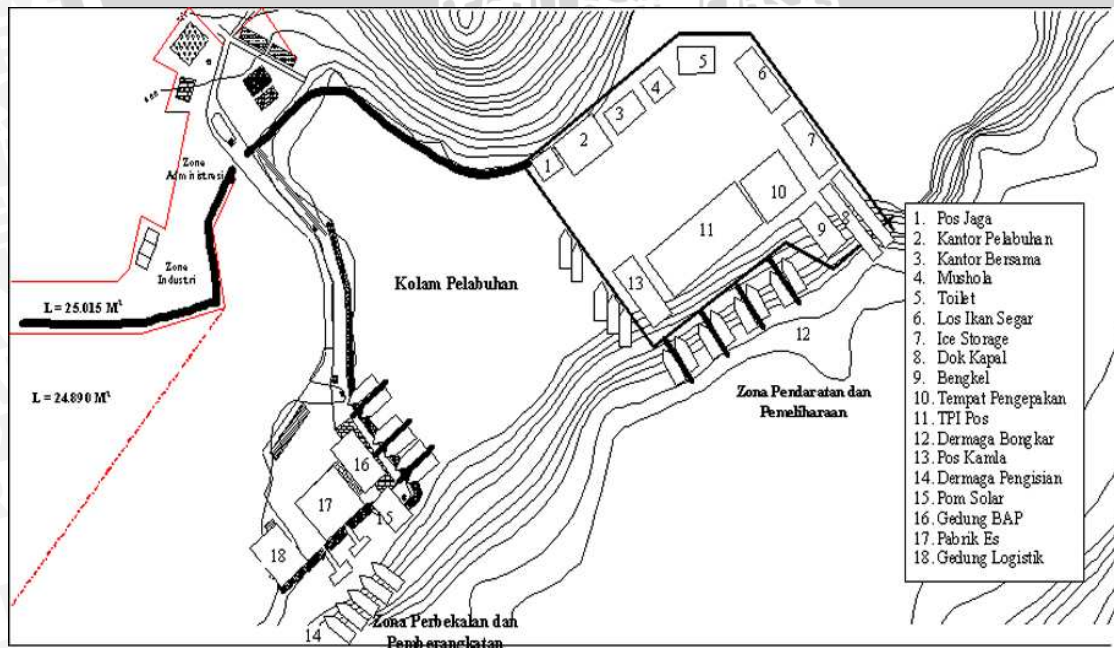 Zona
Administrasi
Zona
Industri
L = 25.015 M²
L = 24.890 M²
Kolam Pelabuhan
1
2
3
4
5
6
7
8
9
10
11
12
13
14
15
16
17
18
Zona Pendaratan dan
Pemeliharaan
Zona Perbekalan dan
Pemberangkatan
1. Pos Jaga
2. Kantor Pelabuhan
3. Kantor Bersama
4. Mushola
5. Toilet
6. Los Ikan Segar
7. Ice Storage
8. Dok Kapal
9. Bengkel
10. Tempat Pengepakan
11. TPI Pos
12. Dermaga Bongkar
13. Pos Kamla
14. Dermaga Pengisian
15. Pom Solar
16. Gedung BAP
17. Pabrik Es
18. Gedung Logistik